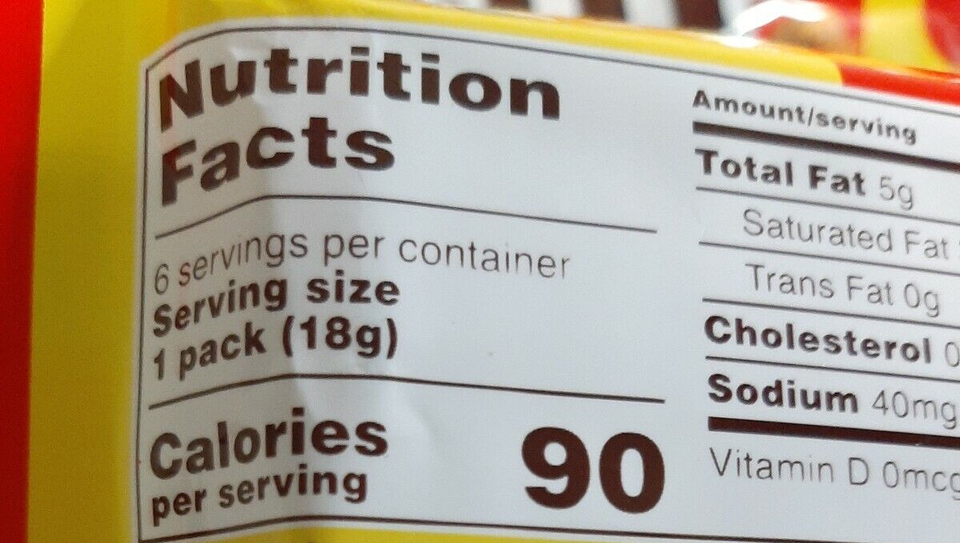 Nutrition
Facts
6 servings per container
Serving size
1 pack (18g)
Calories
per serving
90
Amount/serving
Total Fat 5g
Saturated Fat
Trans Fat 0g
Cholesterol 0
Sodium 40mg
Vitamin D 0mcg